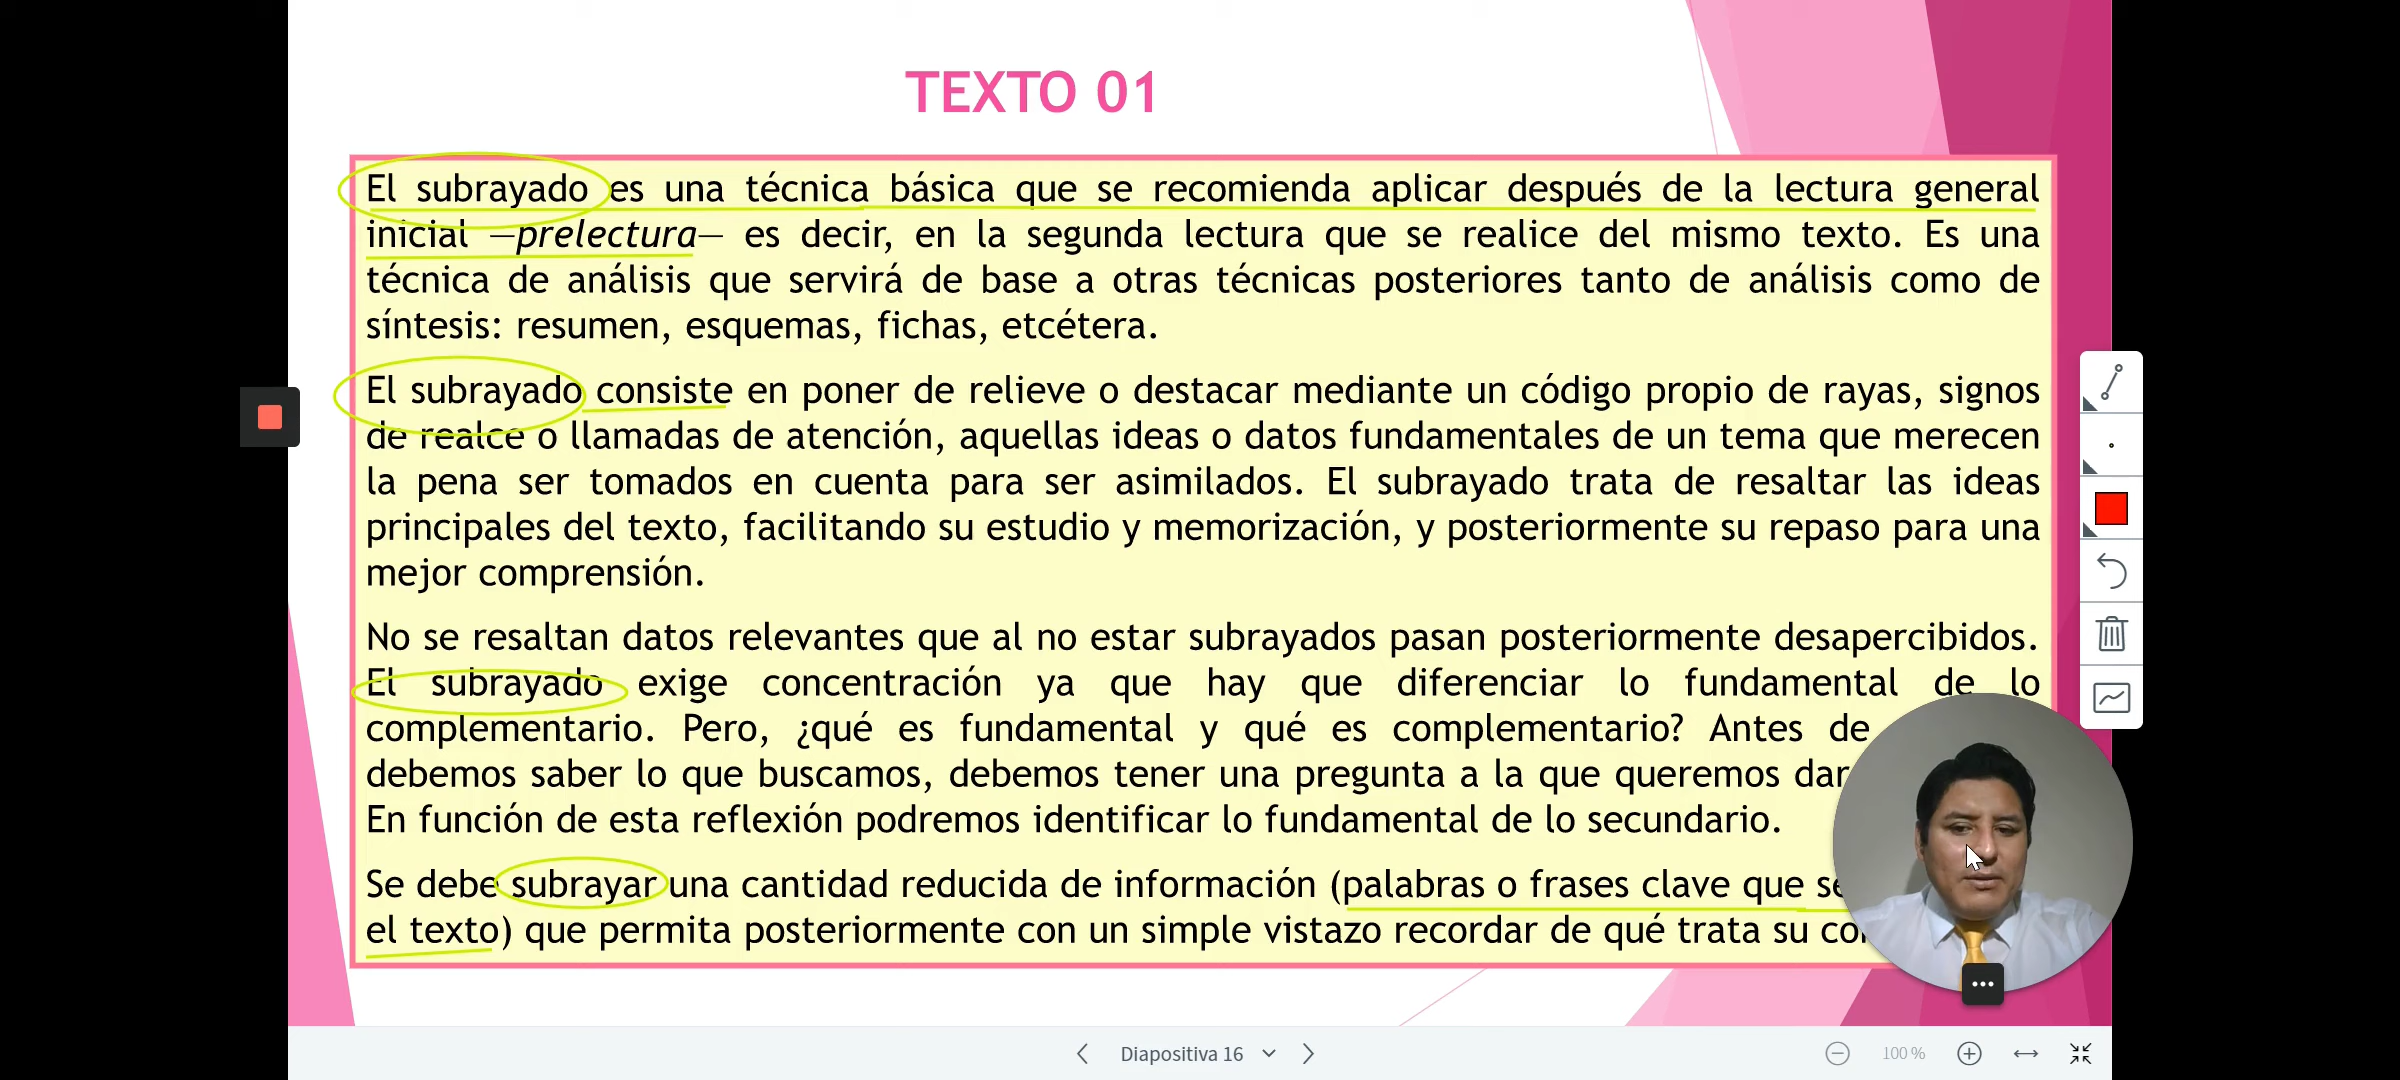 TEXTO 01
El subrayado es una técnica básica que se recomienda aplicar después de la lectura general
inicial —prelectura— es decir, en la segunda lectura que se realice del mismo texto. Es una
técnica de análisis que servirá de base a otras técnicas posteriores tanto de análisis como de
síntesis: resumen, esquemas, fichas, etcétera.
El subrayado consiste en poner de relieve o destacar mediante un código propio de rayas, signos
de realce o llamadas de atención, aquellas ideas o datos fundamentales de un tema que merecen
la pena ser tomados en cuenta para ser asimilados. El subrayado trata de resaltar las ideas
principales del texto, facilitando su estudio y memorización, y posteriormente su repaso para una
mejor comprensión.
No se resaltan datos relevantes que al no estar subrayados pasan posteriormente desapercibidos.
El subrayado exige concentración ya que hay que diferenciar lo fundamental de lo
complementario. Pero, ¿qué es fundamental y qué es complementario? Antes de
debemos saber lo que buscamos, debemos tener una pregunta a la que queremos dar
En función de esta reflexión podremos identificar lo fundamental de lo secundario.
Se debe subrayar una cantidad reducida de información (palabras o frases clave que
el texto) que permita posteriormente con un simple vistazo recordar de qué trata su
Diapositiva 16
100 %